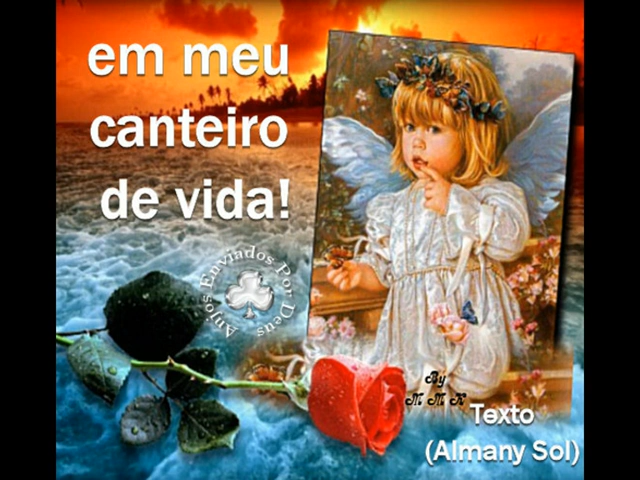 em meu
canteiro
de vida!
Anjos Enviados Por Deus
By
M M K
Texto
(Almany Sol)